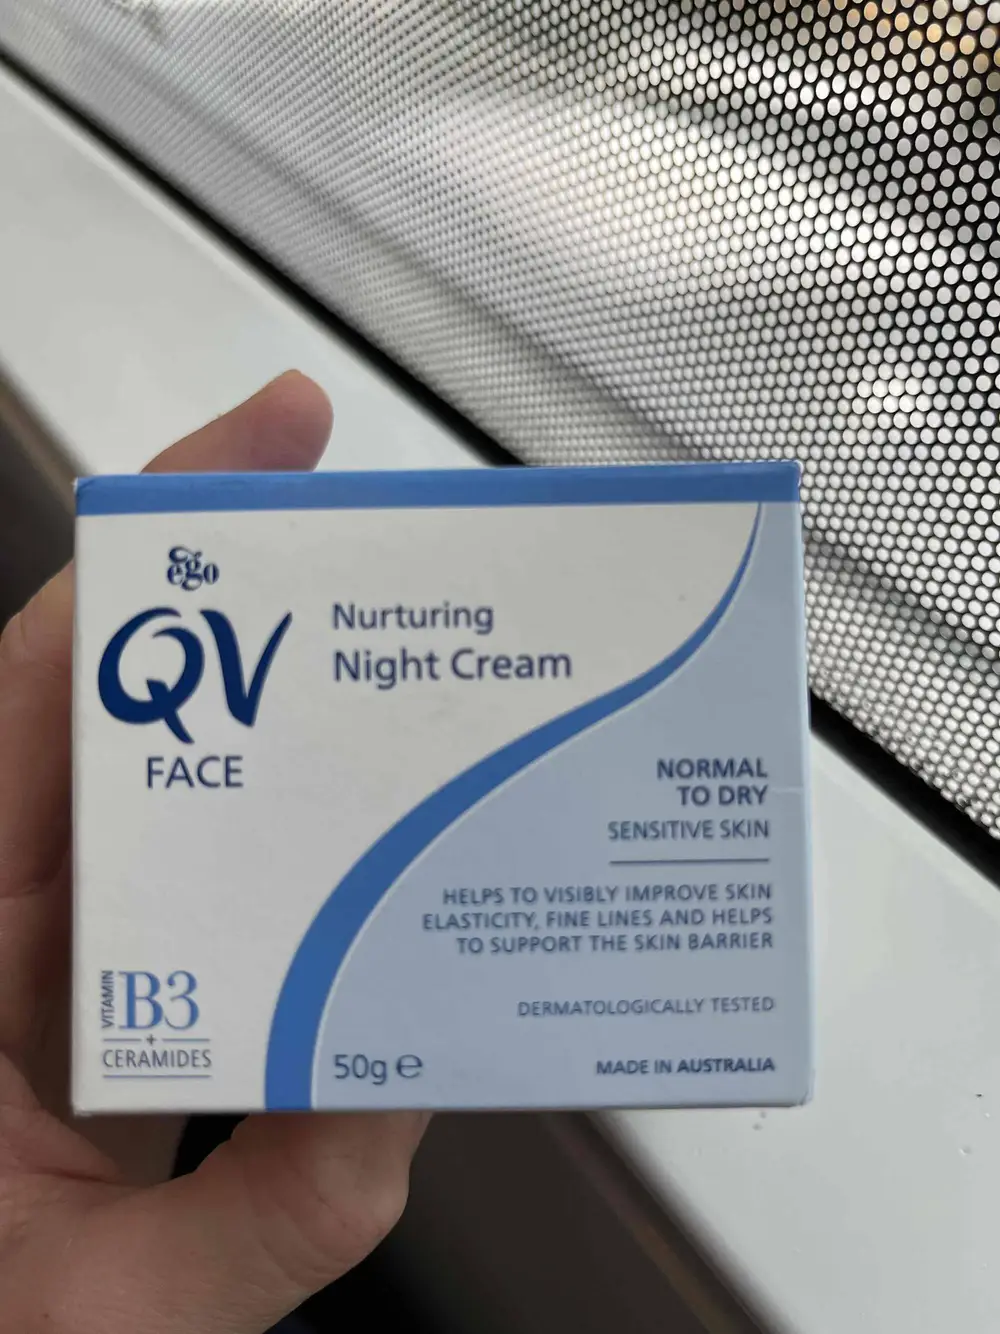 ego
QV
FACE
Nurturing
Night Cream
NORMAL
TO DRY
SENSITIVE SKIN
HELPS TO VISIBLY IMPROVE SKIN
ELASTICITY, FINE LINES AND HELPS
TO SUPPORT THE SKIN BARRIER
DERMATOLOGICALLY TESTED
VITAMIN
B3
+
CERAMIDES
50g ℮
MADE IN AUSTRALIA